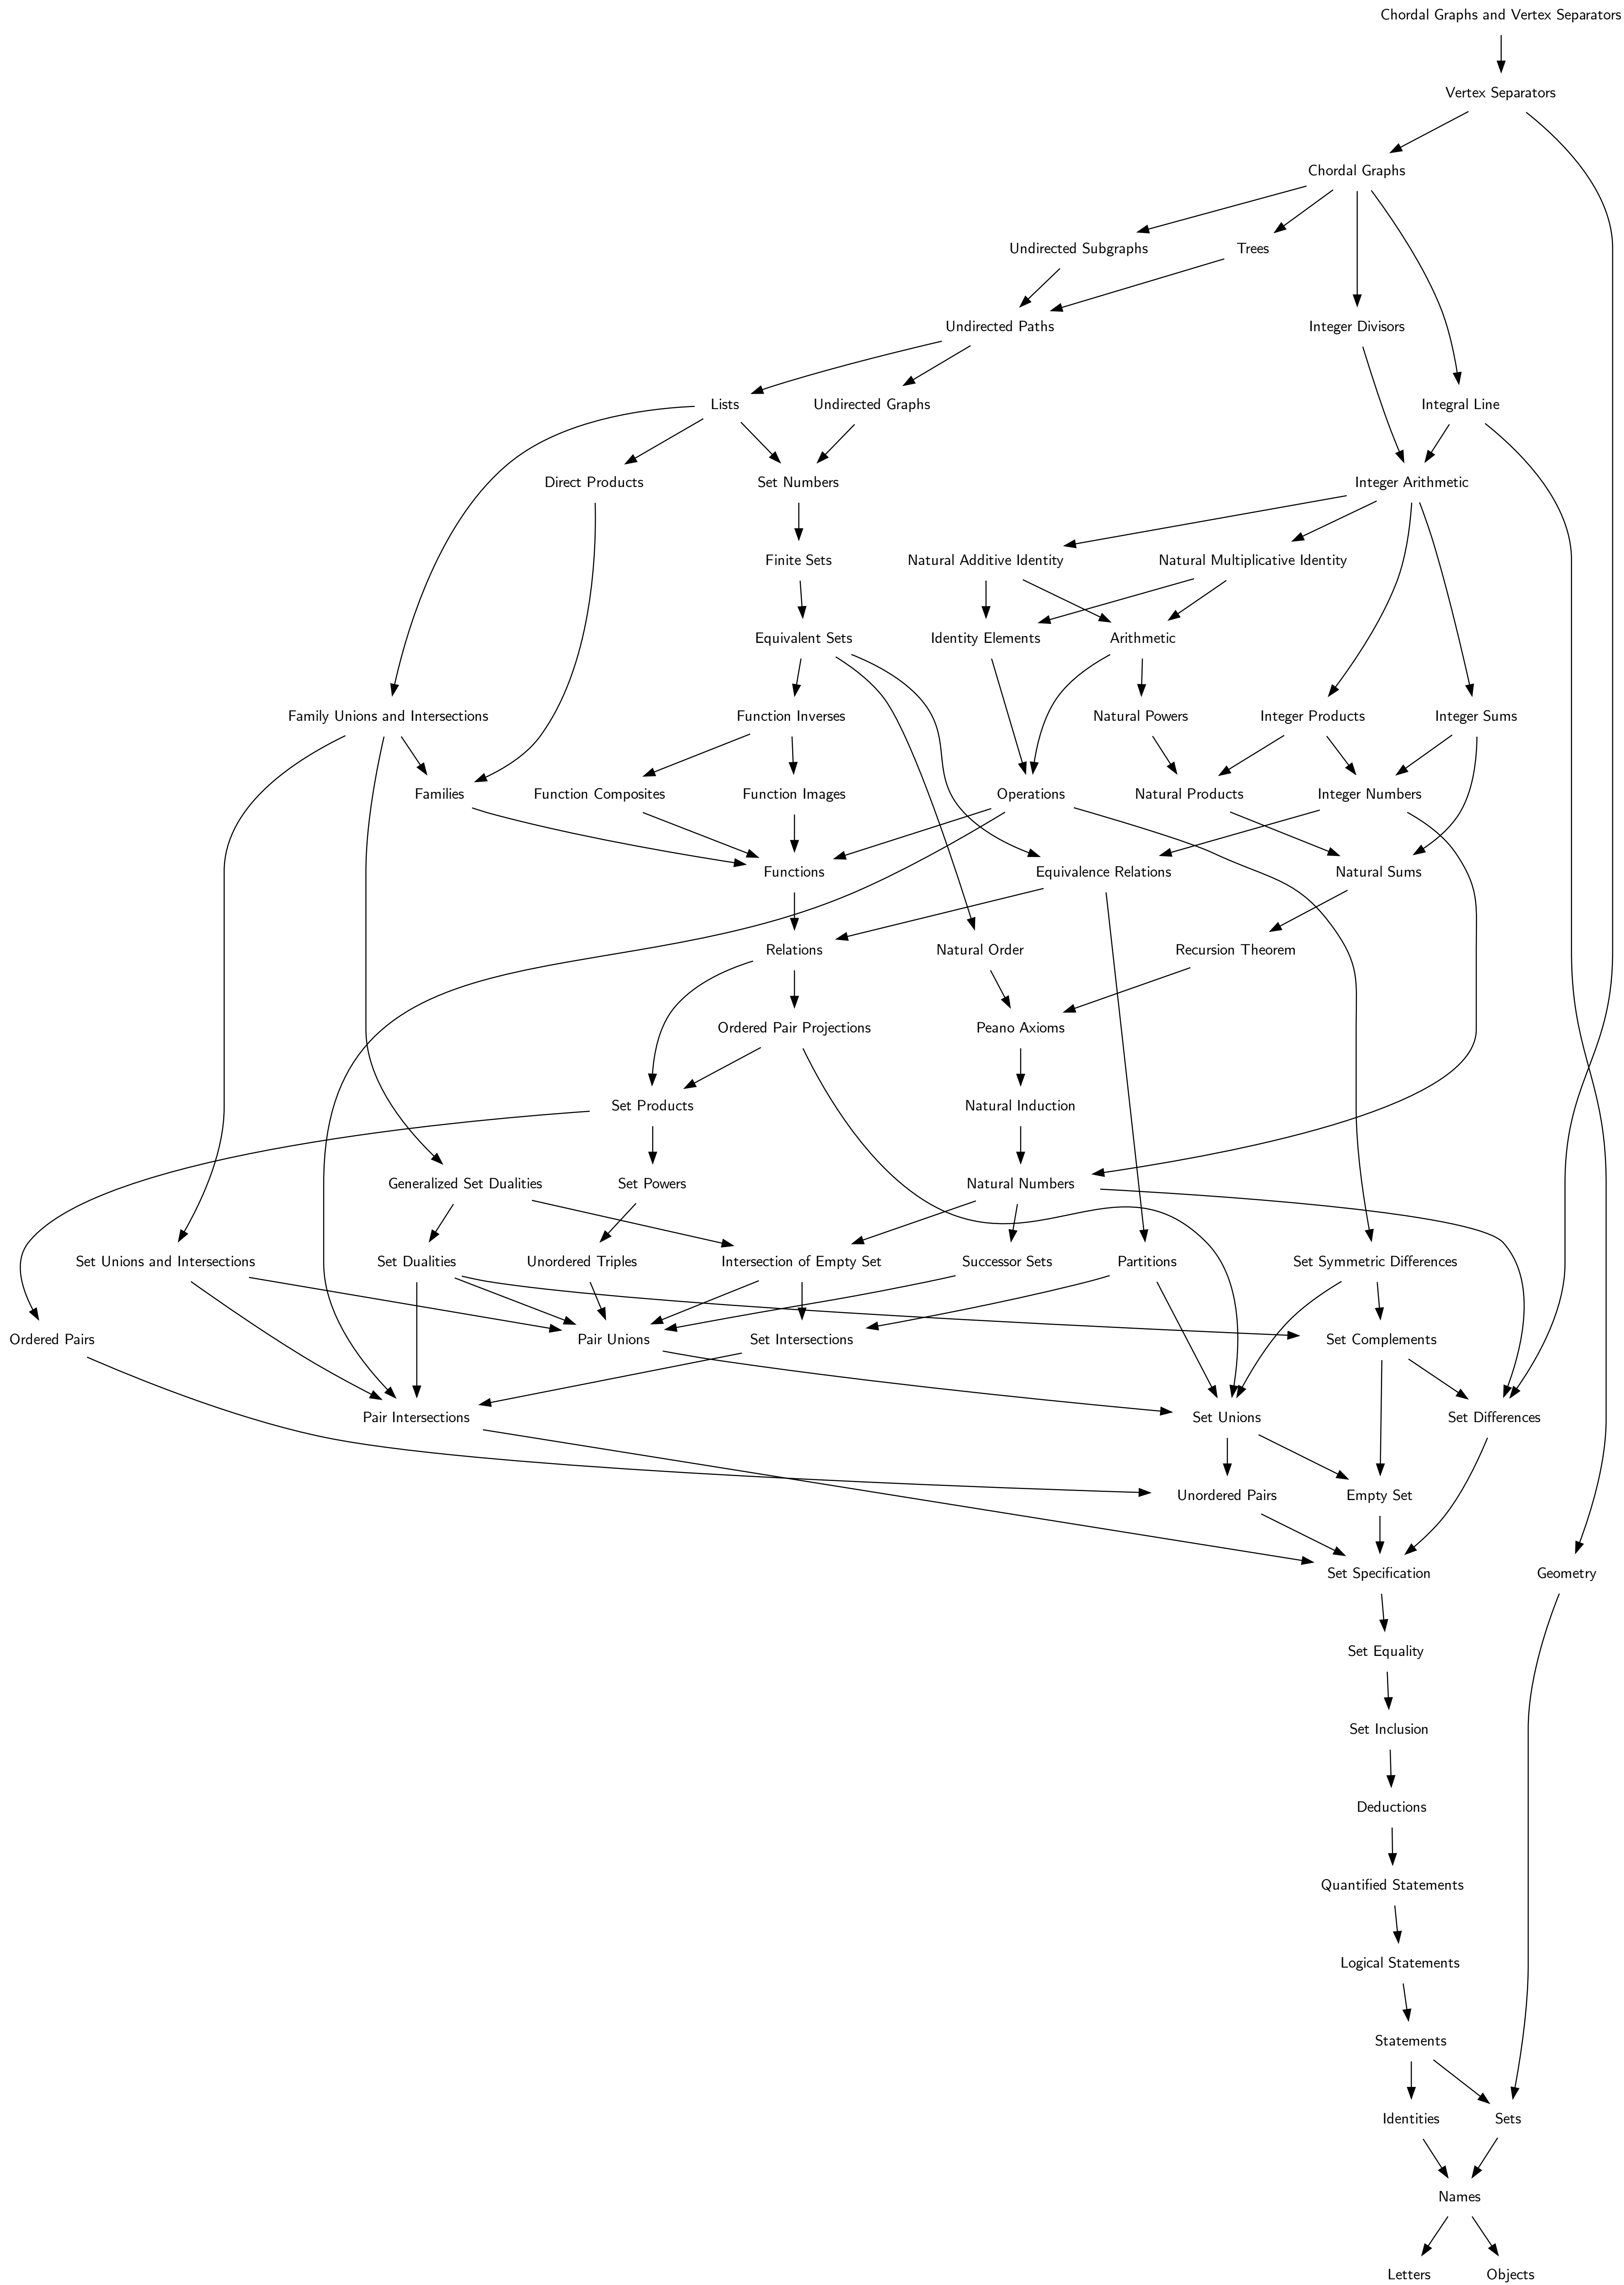 Chordal Graphs and Vertex Separators
Vertex Separators
Chordal Graphs
Undirected Subgraphs
Trees
Undirected Paths
Integer Divisors
Lists
Undirected Graphs
Integral Line
Direct Products
Set Numbers
Integer Arithmetic
Finite Sets
Natural Additive Identity
Natural Multiplicative Identity
Equivalent Sets
Identity Elements
Arithmetic
Family Unions and Intersections
Function Inverses
Natural Powers
Integer Products
Integer Sums
Families
Function Composites
Function Images
Operations
Natural Products
Integer Numbers
Functions
Equivalence Relations
Natural Sums
Relations
Natural Order
Recursion Theorem
Ordered Pair Projections
Peano Axioms
Set Products
Natural Induction
Generalized Set Dualities
Set Powers
Natural Numbers
Set Unions and Intersections
Set Dualities
Unordered Triples
Intersection of Empty Set
Successor Sets
Partitions
Set Symmetric Differences
Ordered Pairs
Pair Unions
Set Intersections
Set Complements
Pair Intersections
Set Unions
Set Differences
Unordered Pairs
Empty Set
Set Specification
Geometry
Set Equality
Set Inclusion
Deductions
Quantified Statements
Logical Statements
Statements
Identities
Sets
Names
Letters
Objects